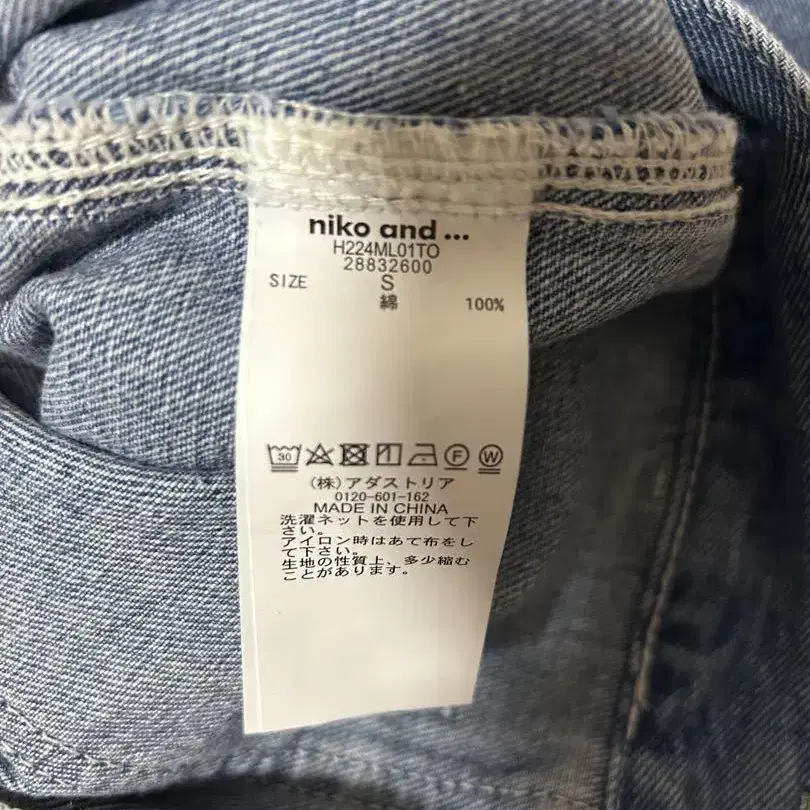 niko and ...
H224ML01TO
28832600
SIZE S
綿 100%
30
F W
(株)アダストリア
0120-601-162
MADE IN CHINA
洗濯ネットを使用して下
さい。
アイロン時はあて布をし
て下さい。
生地の性質上、多少縮む
ことがあります。